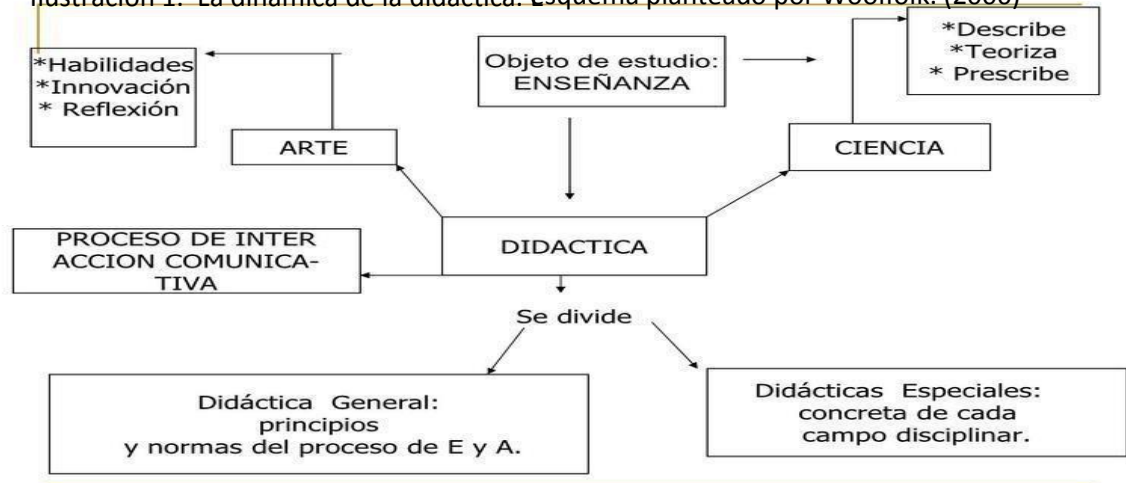 Ilustración 1. La dinámica de la didáctica. Esquema planteado por Woolfolk. (2006)
*Habilidades
*Innovación
* Reflexión
Objeto de estudio:
ENSEÑANZA
*Describe
*Teoriza
* Prescribe
ARTE
CIENCIA
PROCESO DE INTER
ACCION COMUNICA-
TIVA
DIDACTICA
Se divide
Didáctica General:
principios
y normas del proceso de E y A.
Didácticas Especiales:
concreta de cada
campo disciplinar.